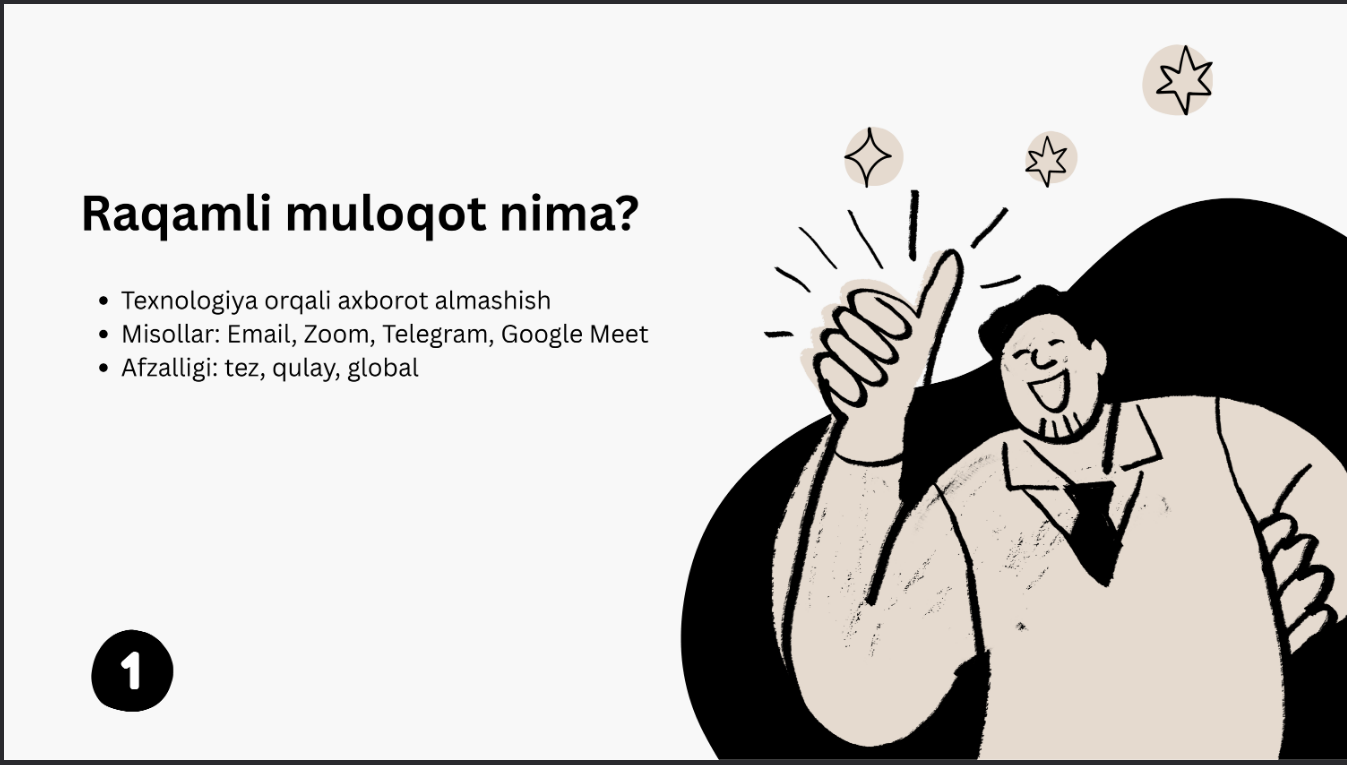 Raqamli muloqot nima?
• Texnologiya orqali axborot almashish
• Misollar: Email, Zoom, Telegram, Google Meet
• Afzalligi: tez, qulay, global
1